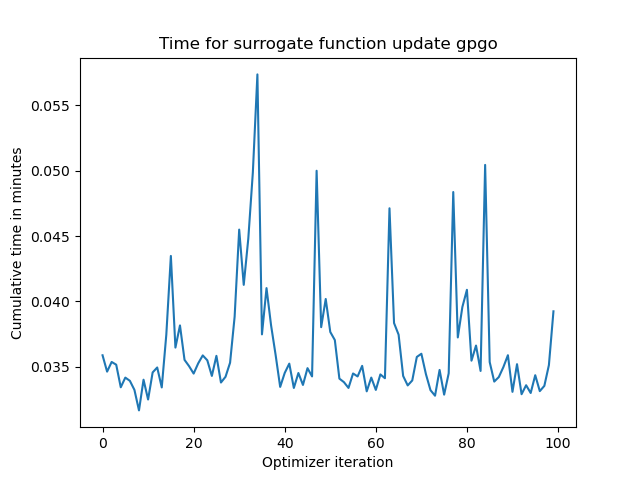 Time for surrogate function update gpgo
Cumulative time in minutes
0.055
0.050
0.045
0.040
0.035
0 20 40 60 80 100
Optimizer iteration